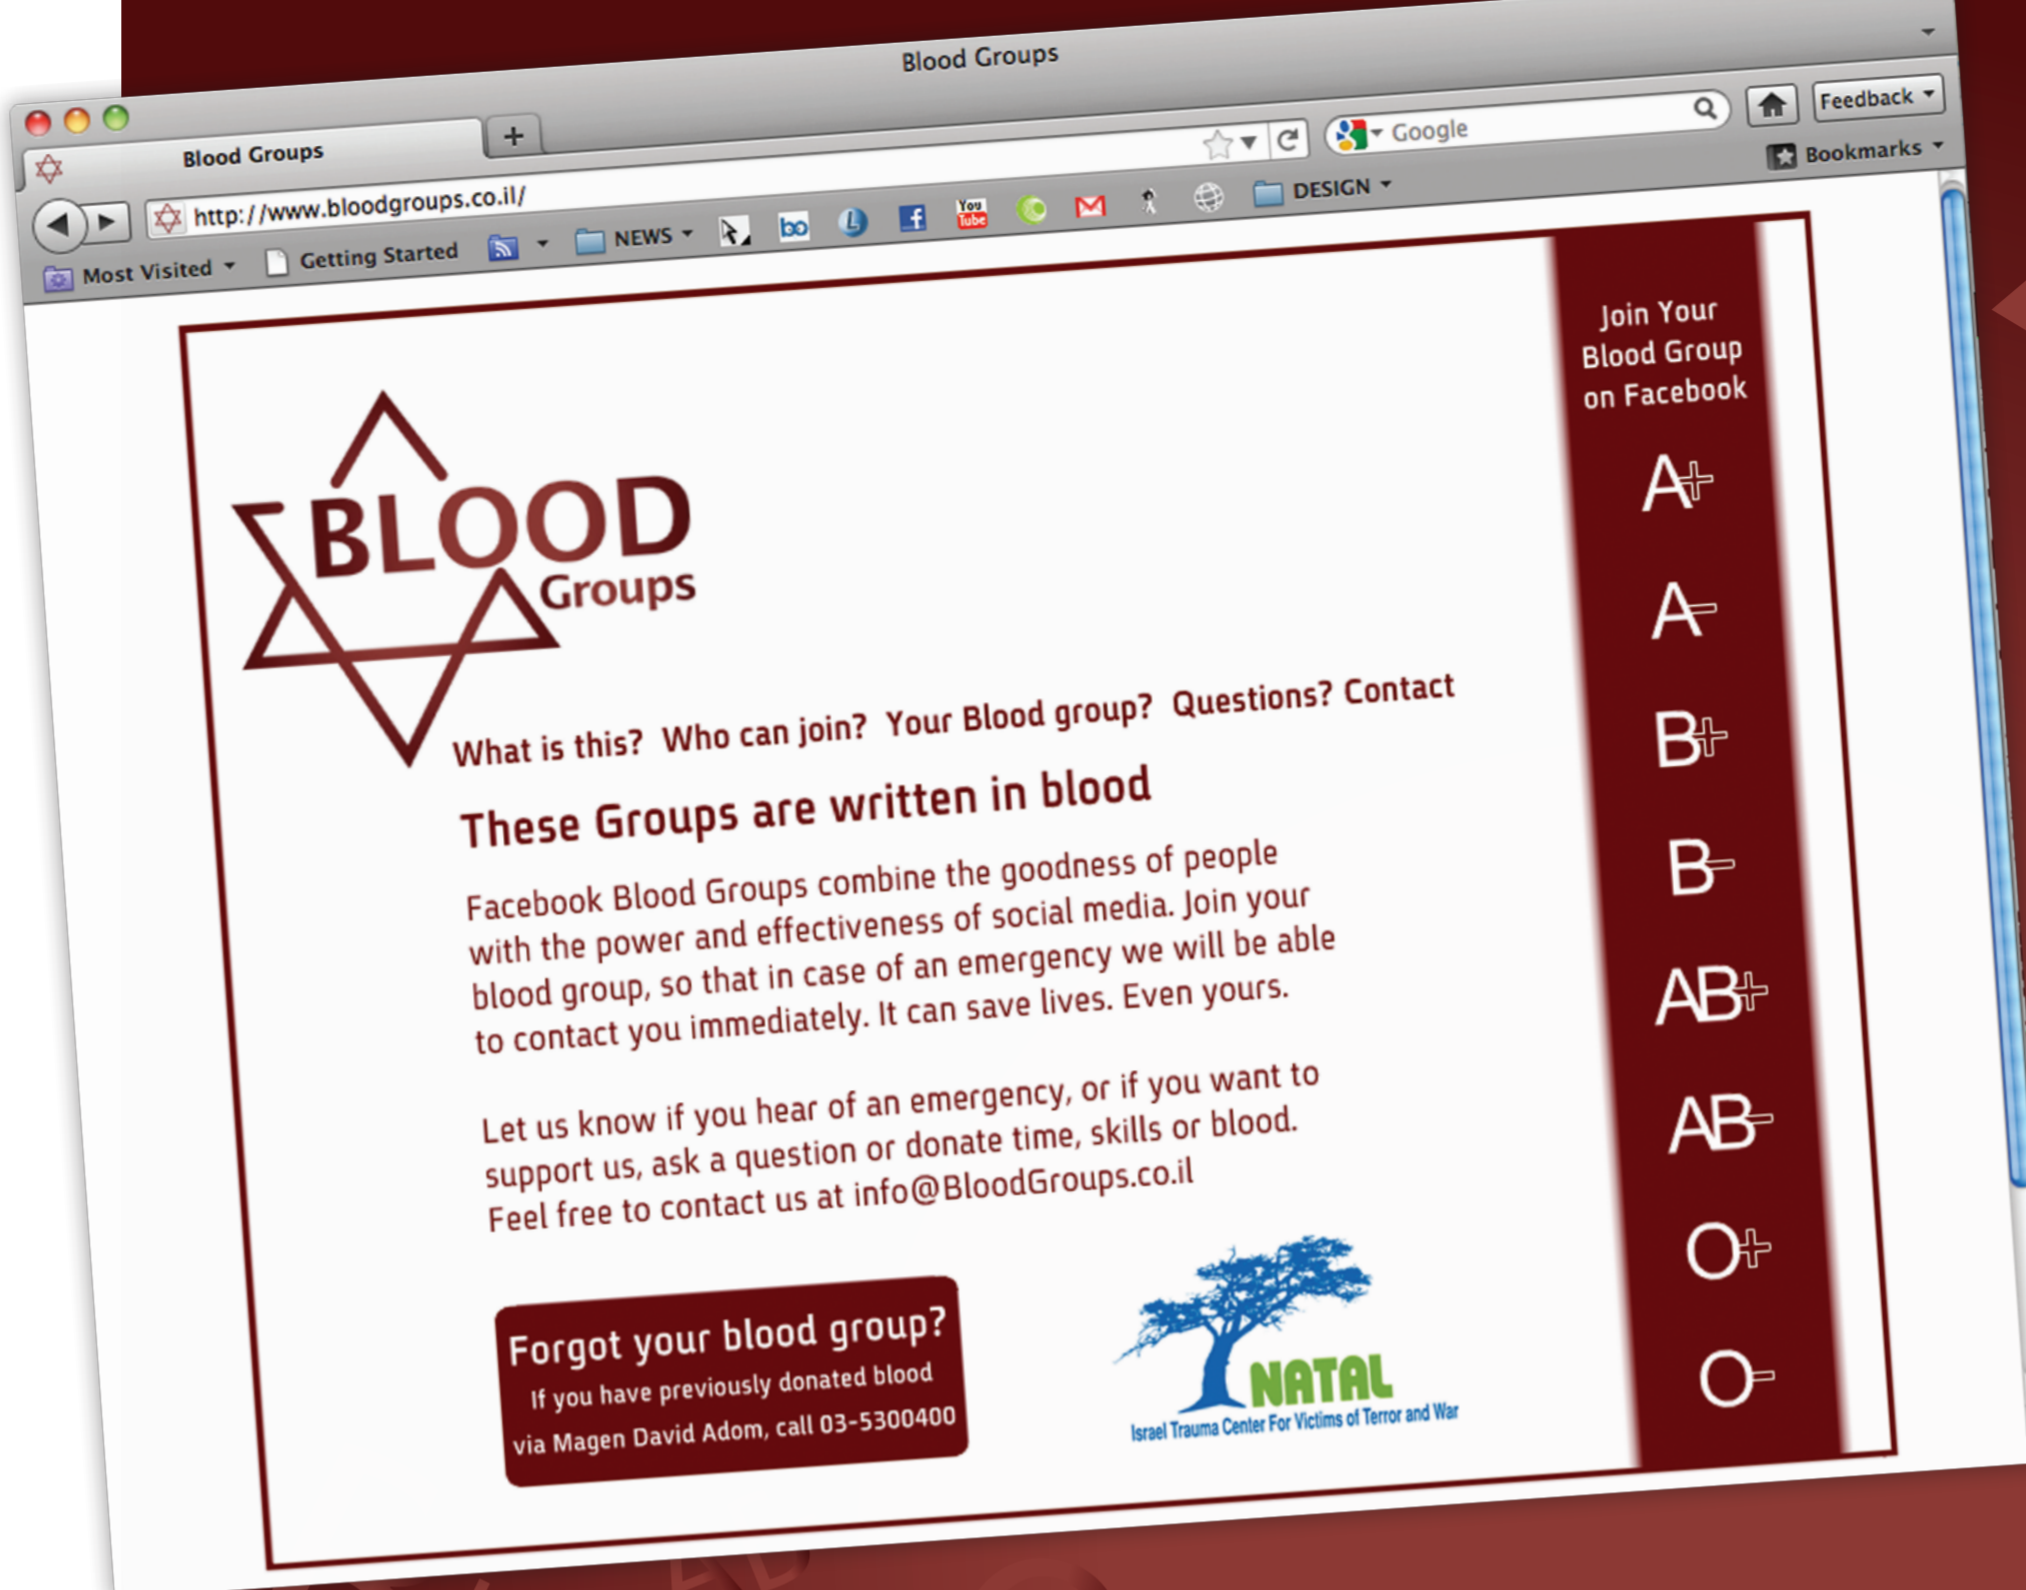 Blood Groups
Blood Groups
+
http://www.bloodgroups.co.il/
Google
Feedback
Most Visited
Getting Started
NEWS
bo
L
f
You
Tube
M
DESIGN
Bookmarks
BLOOD
Groups
What is this? Who can join? Your Blood group? Questions? Contact
These Groups are written in blood
Facebook Blood Groups combine the goodness of people
with the power and effectiveness of social media. Join your
blood group, so that in case of an emergency we will be able
to contact you immediately. It can save lives. Even yours.
Let us know if you hear of an emergency, or if you want to
support us, ask a question or donate time, skills or blood.
Feel free to contact us at info@BloodGroups.co.il
Forgot your blood group?
If you have previously donated blood
via Magen David Adom, call 03-5300400
NATAL
Israel Trauma Center For Victims of Terror and War
Join Your
Blood Group
on Facebook
A+
A-
B+
B-
AB+
AB-
O+
O-